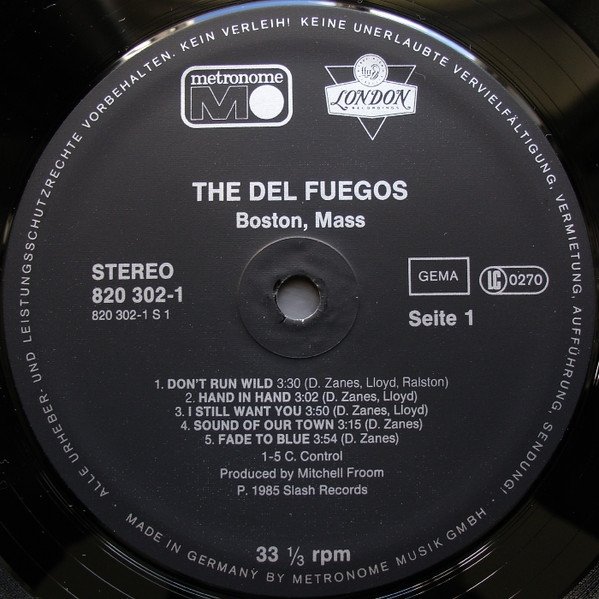 ALLE URHEBER- UND LEISTUNGSSCHUTZRECHTE VORBEHALTEN. KEIN VERLEIH! KEINE UNERLAUBTE VERVIELFÄLTIGUNG, VERMIETUNG, AUFFÜHRUNG, SENDUNG!
metronome
M
LONDON
RECORDINGS
THE DEL FUEGOS
Boston, Mass
STEREO
820 302-1
820 302-1 S 1
GEMA
LC 0270
Seite 1
1. DON'T RUN WILD 3:30 (D. Zanes, Lloyd, Ralston)
2. HAND IN HAND 3:02 (D. Zanes, Lloyd)
3. I STILL WANT YOU 3:50 (D. Zanes, Lloyd)
4. SOUND OF OUR TOWN 3:15 (D. Zanes)
5. FADE TO BLUE 3:54 (D. Zanes)
1-5 C. Control
Produced by Mitchell Froom
P. 1985 Slash Records
33 ⅓ rpm
· MADE IN GERMANY BY METRONOME MUSIK GMBH ·